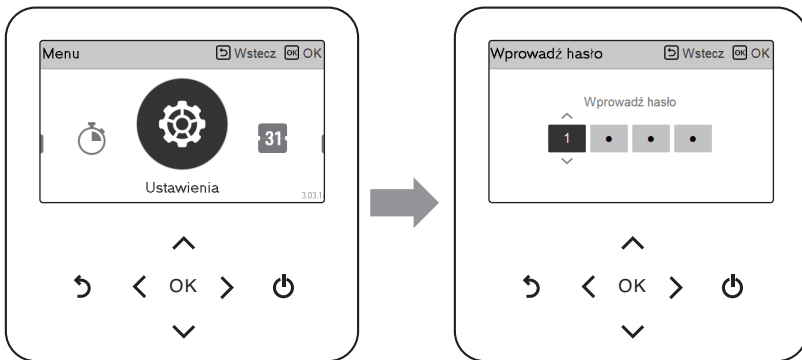 Menu
Wstecz OK OK
31
Ustawienia
3.03.1
OK
Wprowadź hasło
Wstecz OK OK
Wprowadź hasło
1
OK